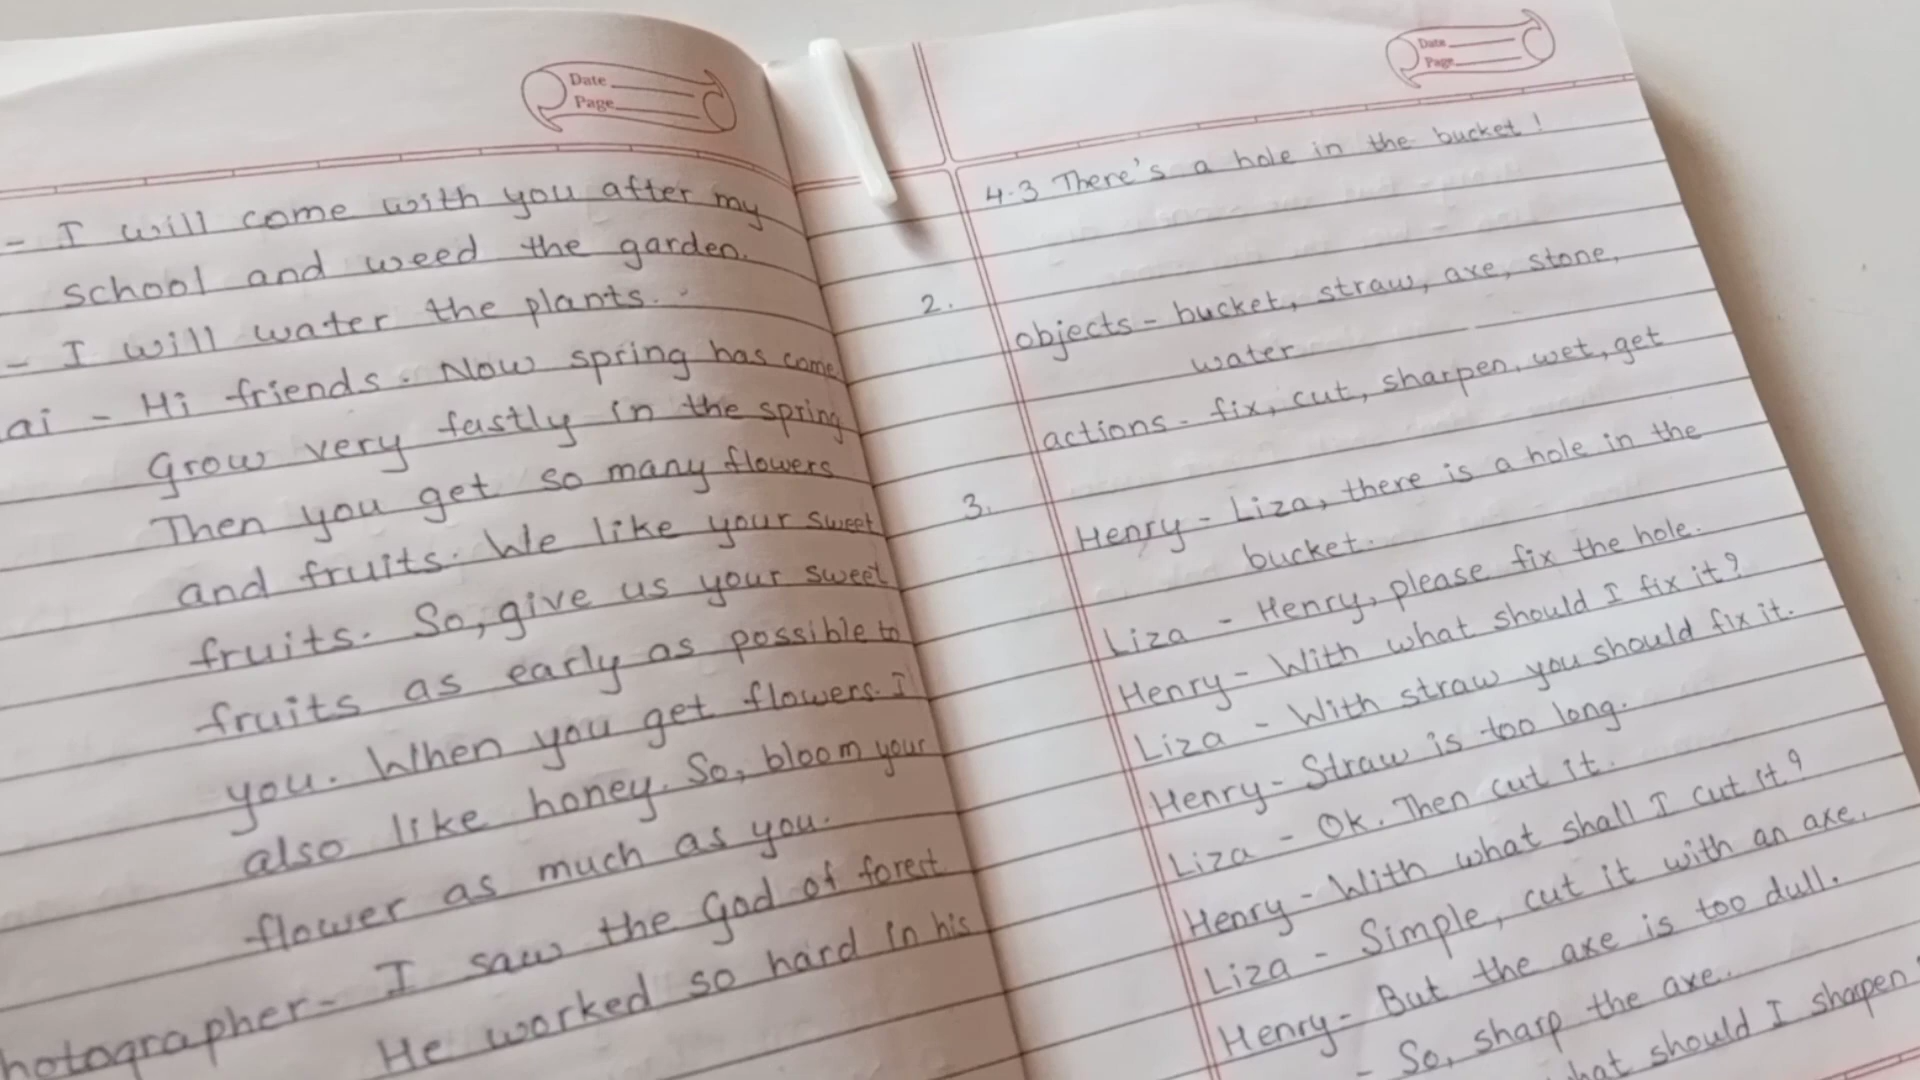 Date
Page
- I will come with you after my
school and weed the garden.
- I will water the plants.
ai - Hi friends. Now spring has come
Grow very fastly in the spring
Then you get so many flowers
and fruits. We like your sweet
fruits. So, give us your sweet
fruits as early as possible to
you. When you get flowers. I
also like honey. So, bloom your
flower as much as you.
hotographer- I saw the God of forest
He worked so hard in his
Date
Page
4.3 There's a hole in the bucket!
2.
objects - bucket, straw, axe, stone,
water
actions - fix, cut, sharpen, wet, get
3.
Henry - Liza, there is a hole in the
bucket.
Liza - Henry, please fix the hole.
Henry - With what should I fix it?
Liza - With straw you should fix it.
Henry - Straw is too long.
Liza - Ok. Then cut it.
Henry - With what shall I cut it?
Liza - Simple, cut it with an axe.
Henry - But the axe is too dull.
- So, sharp the axe.
hat should I sharpen